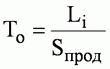 Tо = Li / Sпрод